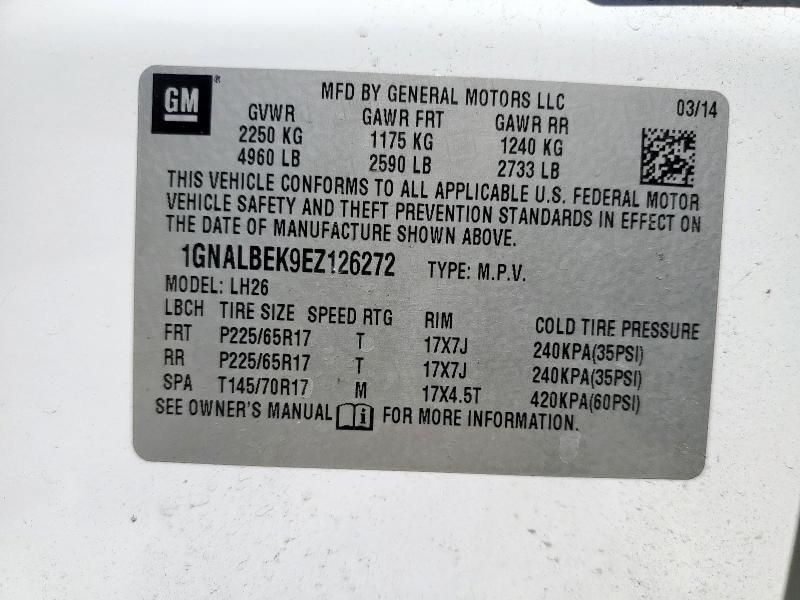 GM®
MFD BY GENERAL MOTORS LLC 03/14
GVWR GAWR FRT GAWR RR
2250 KG 1175 KG 1240 KG
4960 LB 2590 LB 2733 LB
THIS VEHICLE CONFORMS TO ALL APPLICABLE U.S. FEDERAL MOTOR
VEHICLE SAFETY AND THEFT PREVENTION STANDARDS IN EFFECT ON
THE DATE OF MANUFACTURE SHOWN ABOVE.
1GNALBEK9EZ126272 TYPE: M.P.V.
MODEL: LH26
LBCH TIRE SIZE SPEED RTG RIM COLD TIRE PRESSURE
FRT P225/65R17 T 17X7J 240KPA(35PSI)
RR P225/65R17 T 17X7J 240KPA(35PSI)
SPA T145/70R17 M 17X4.5T 420KPA(60PSI)
SEE OWNER'S MANUAL i FOR MORE INFORMATION.